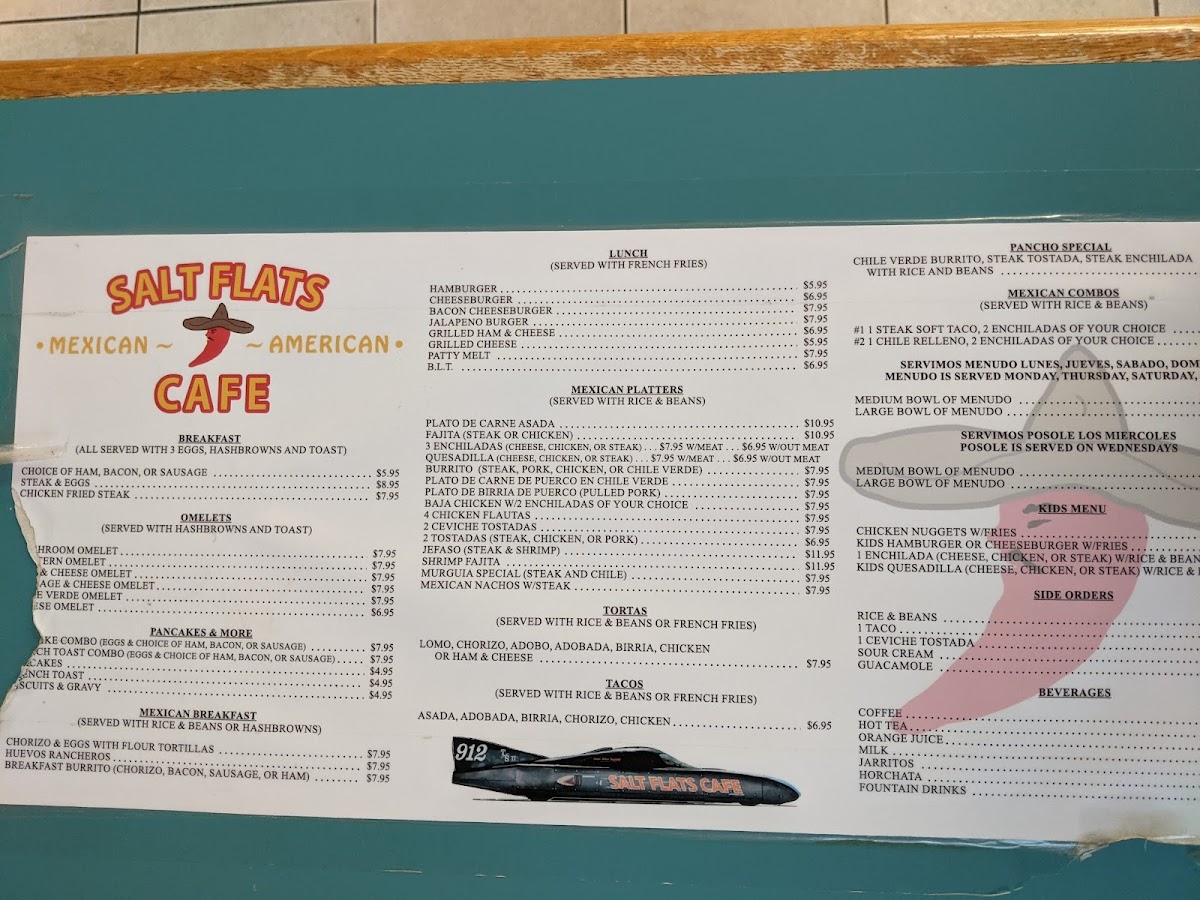 SALT FLATS
• MEXICAN ~ ~ AMERICAN •
CAFE
BREAKFAST
(ALL SERVED WITH 3 EGGS, HASHBROWNS AND TOAST)
CHOICE OF HAM, BACON, OR SAUSAGE $5.95
STEAK & EGGS $8.95
CHICKEN FRIED STEAK $7.95
OMELETS
(SERVED WITH HASHBROWNS AND TOAST)
HROOM OMELET $7.95
TERN OMELET $7.95
& CHEESE OMELET $7.95
AGE & CHEESE OMELET $7.95
E VERDE OMELET $7.95
ESE OMELET $6.95
PANCAKES & MORE
AKE COMBO (EGGS & CHOICE OF HAM, BACON, OR SAUSAGE) $7.95
CH TOAST COMBO (EGGS & CHOICE OF HAM, BACON, OR SAUSAGE) $7.95
CAKES $4.95
NCH TOAST $4.95
SCUITS & GRAVY $4.95
MEXICAN BREAKFAST
(SERVED WITH RICE & BEANS OR HASHBROWNS)
CHORIZO & EGGS WITH FLOUR TORTILLAS $7.95
HUEVOS RANCHEROS $7.95
BREAKFAST BURRITO (CHORIZO, BACON, SAUSAGE, OR HAM) $7.95
LUNCH
(SERVED WITH FRENCH FRIES)
HAMBURGER $5.95
CHEESEBURGER $6.95
BACON CHEESEBURGER $7.95
JALAPENO BURGER $7.95
GRILLED HAM & CHEESE $6.95
GRILLED CHEESE $5.95
PATTY MELT $7.95
B.L.T. $6.95
MEXICAN PLATTERS
(SERVED WITH RICE & BEANS)
PLATO DE CARNE ASADA $10.95
FAJITA (STEAK OR CHICKEN) $10.95
3 ENCHILADAS (CHEESE, CHICKEN, OR STEAK) . . . $7.95 W/MEAT . . . $6.95 W/OUT MEAT
QUESADILLA (CHEESE, CHICKEN, OR STEAK) . . . $7.95 W/MEAT . . . $6.95 W/OUT MEAT
BURRITO (STEAK, PORK, CHICKEN, OR CHILE VERDE) $7.95
PLATO DE CARNE DE PUERCO EN CHILE VERDE $7.95
PLATO DE BIRRIA DE PUERCO (PULLED PORK) $7.95
BAJA CHICKEN W/2 ENCHILADAS OF YOUR CHOICE $7.95
4 CHICKEN FLAUTAS $7.95
2 CEVICHE TOSTADAS $7.95
2 TOSTADAS (STEAK, CHICKEN, OR PORK) $6.95
JEFASO (STEAK & SHRIMP) $11.95
SHRIMP FAJITA $11.95
MURGUIA SPECIAL (STEAK AND CHILE) $7.95
MEXICAN NACHOS W/STEAK $7.95
TORTAS
(SERVED WITH RICE & BEANS OR FRENCH FRIES)
LOMO, CHORIZO, ADOBO, ADOBADA, BIRRIA, CHICKEN
OR HAM & CHEESE $7.95
TACOS
(SERVED WITH RICE & BEANS OR FRENCH FRIES)
ASADA, ADOBADA, BIRRIA, CHORIZO, CHICKEN $6.95
912
SALT FLATS CAFE
PANCHO SPECIAL
CHILE VERDE BURRITO, STEAK TOSTADA, STEAK ENCHILADA
WITH RICE AND BEANS
MEXICAN COMBOS
(SERVED WITH RICE & BEANS)
#1 1 STEAK SOFT TACO, 2 ENCHILADAS OF YOUR CHOICE
#2 1 CHILE RELLENO, 2 ENCHILADAS OF YOUR CHOICE
SERVIMOS MENUDO LUNES, JUEVES, SABADO, DOM
MENUDO IS SERVED MONDAY, THURSDAY, SATURDAY,
MEDIUM BOWL OF MENUDO
LARGE BOWL OF MENUDO
SERVIMOS POSOLE LOS MIERCOLES
POSOLE IS SERVED ON WEDNESDAYS
MEDIUM BOWL OF MENUDO
LARGE BOWL OF MENUDO
KIDS MENU
CHICKEN NUGGETS W/FRIES
KIDS HAMBURGER OR CHEESEBURGER W/FRIES
1 ENCHILADA (CHEESE, CHICKEN, OR STEAK) W/RICE & BEAN
KIDS QUESADILLA (CHEESE, CHICKEN, OR STEAK) W/RICE &
SIDE ORDERS
RICE & BEANS
1 TACO
1 CEVICHE TOSTADA
SOUR CREAM
GUACAMOLE
BEVERAGES
COFFEE
HOT TEA
ORANGE JUICE
MILK
JARRITOS
HORCHATA
FOUNTAIN DRINKS